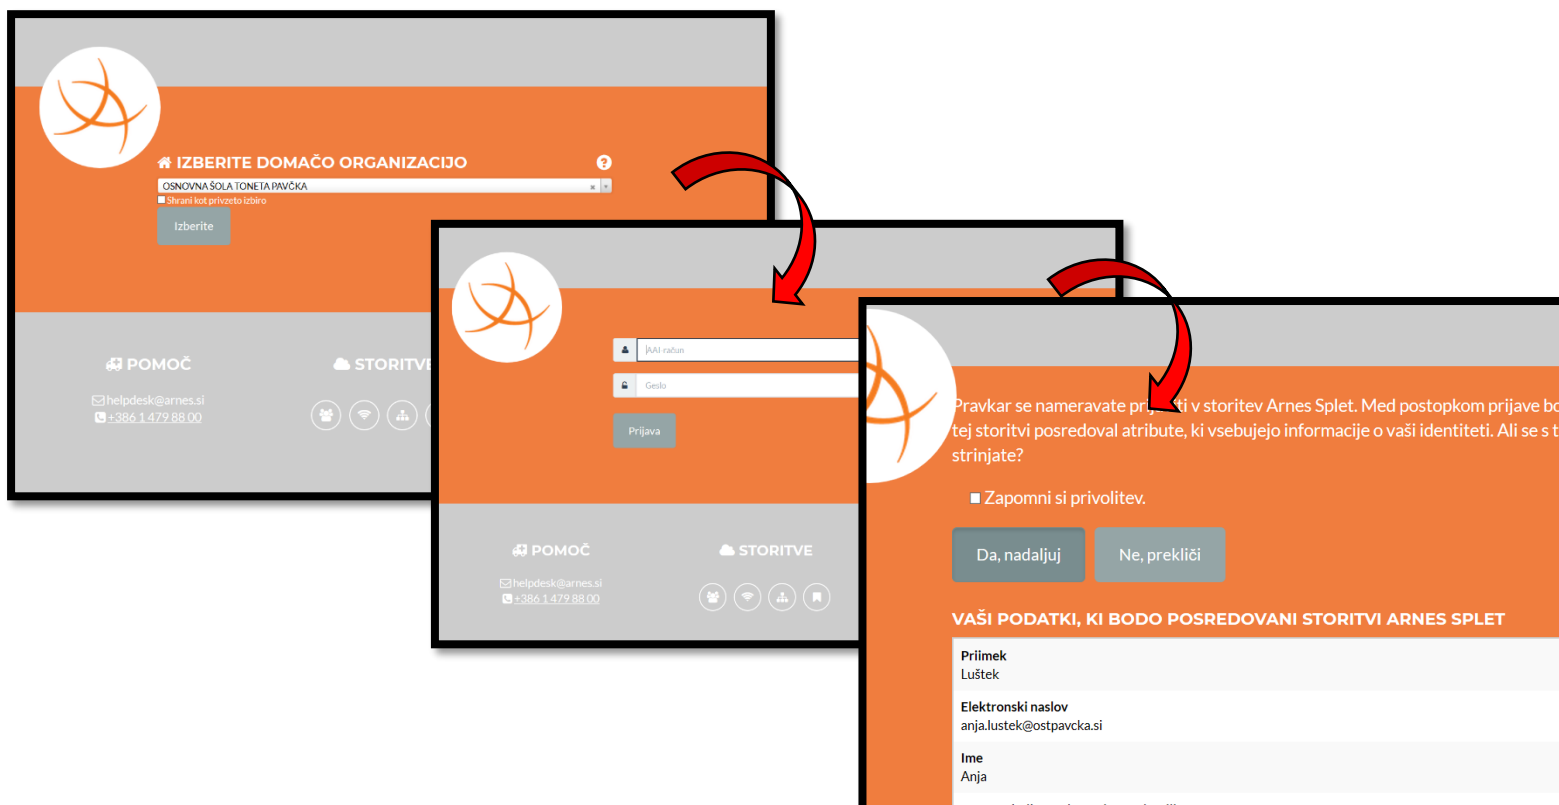 IZBERITE DOMAČO ORGANIZACIJO
OSNOVNA ŠOLA TONETA PAVČKA
Shrani kot privzeto izbiro
Izberite
POMOČ
helpdesk@arnes.si
+386 1 479 88 00
STORITVE
AAI-račun
Geslo
Prijava
POMOČ
helpdesk@arnes.si
+386 1 479 88 00
STORITVE
Pravkar se nameravate v storitev Arnes Splet. Med postopkom prijave
tej storitvi posredoval atribute, ki vsebujejo informacije o vaši identiteti. Ali se s
strinjate?
Zapomni si privolitev.
Da, nadaljuj
Ne, prekliči
VAŠI PODATKI, KI BODO POSREDOVANI STORITVI ARNES SPLET
Priimek
Luštek
Elektronski naslov
anja.lustek@ostpavcka.si
Ime
Anja